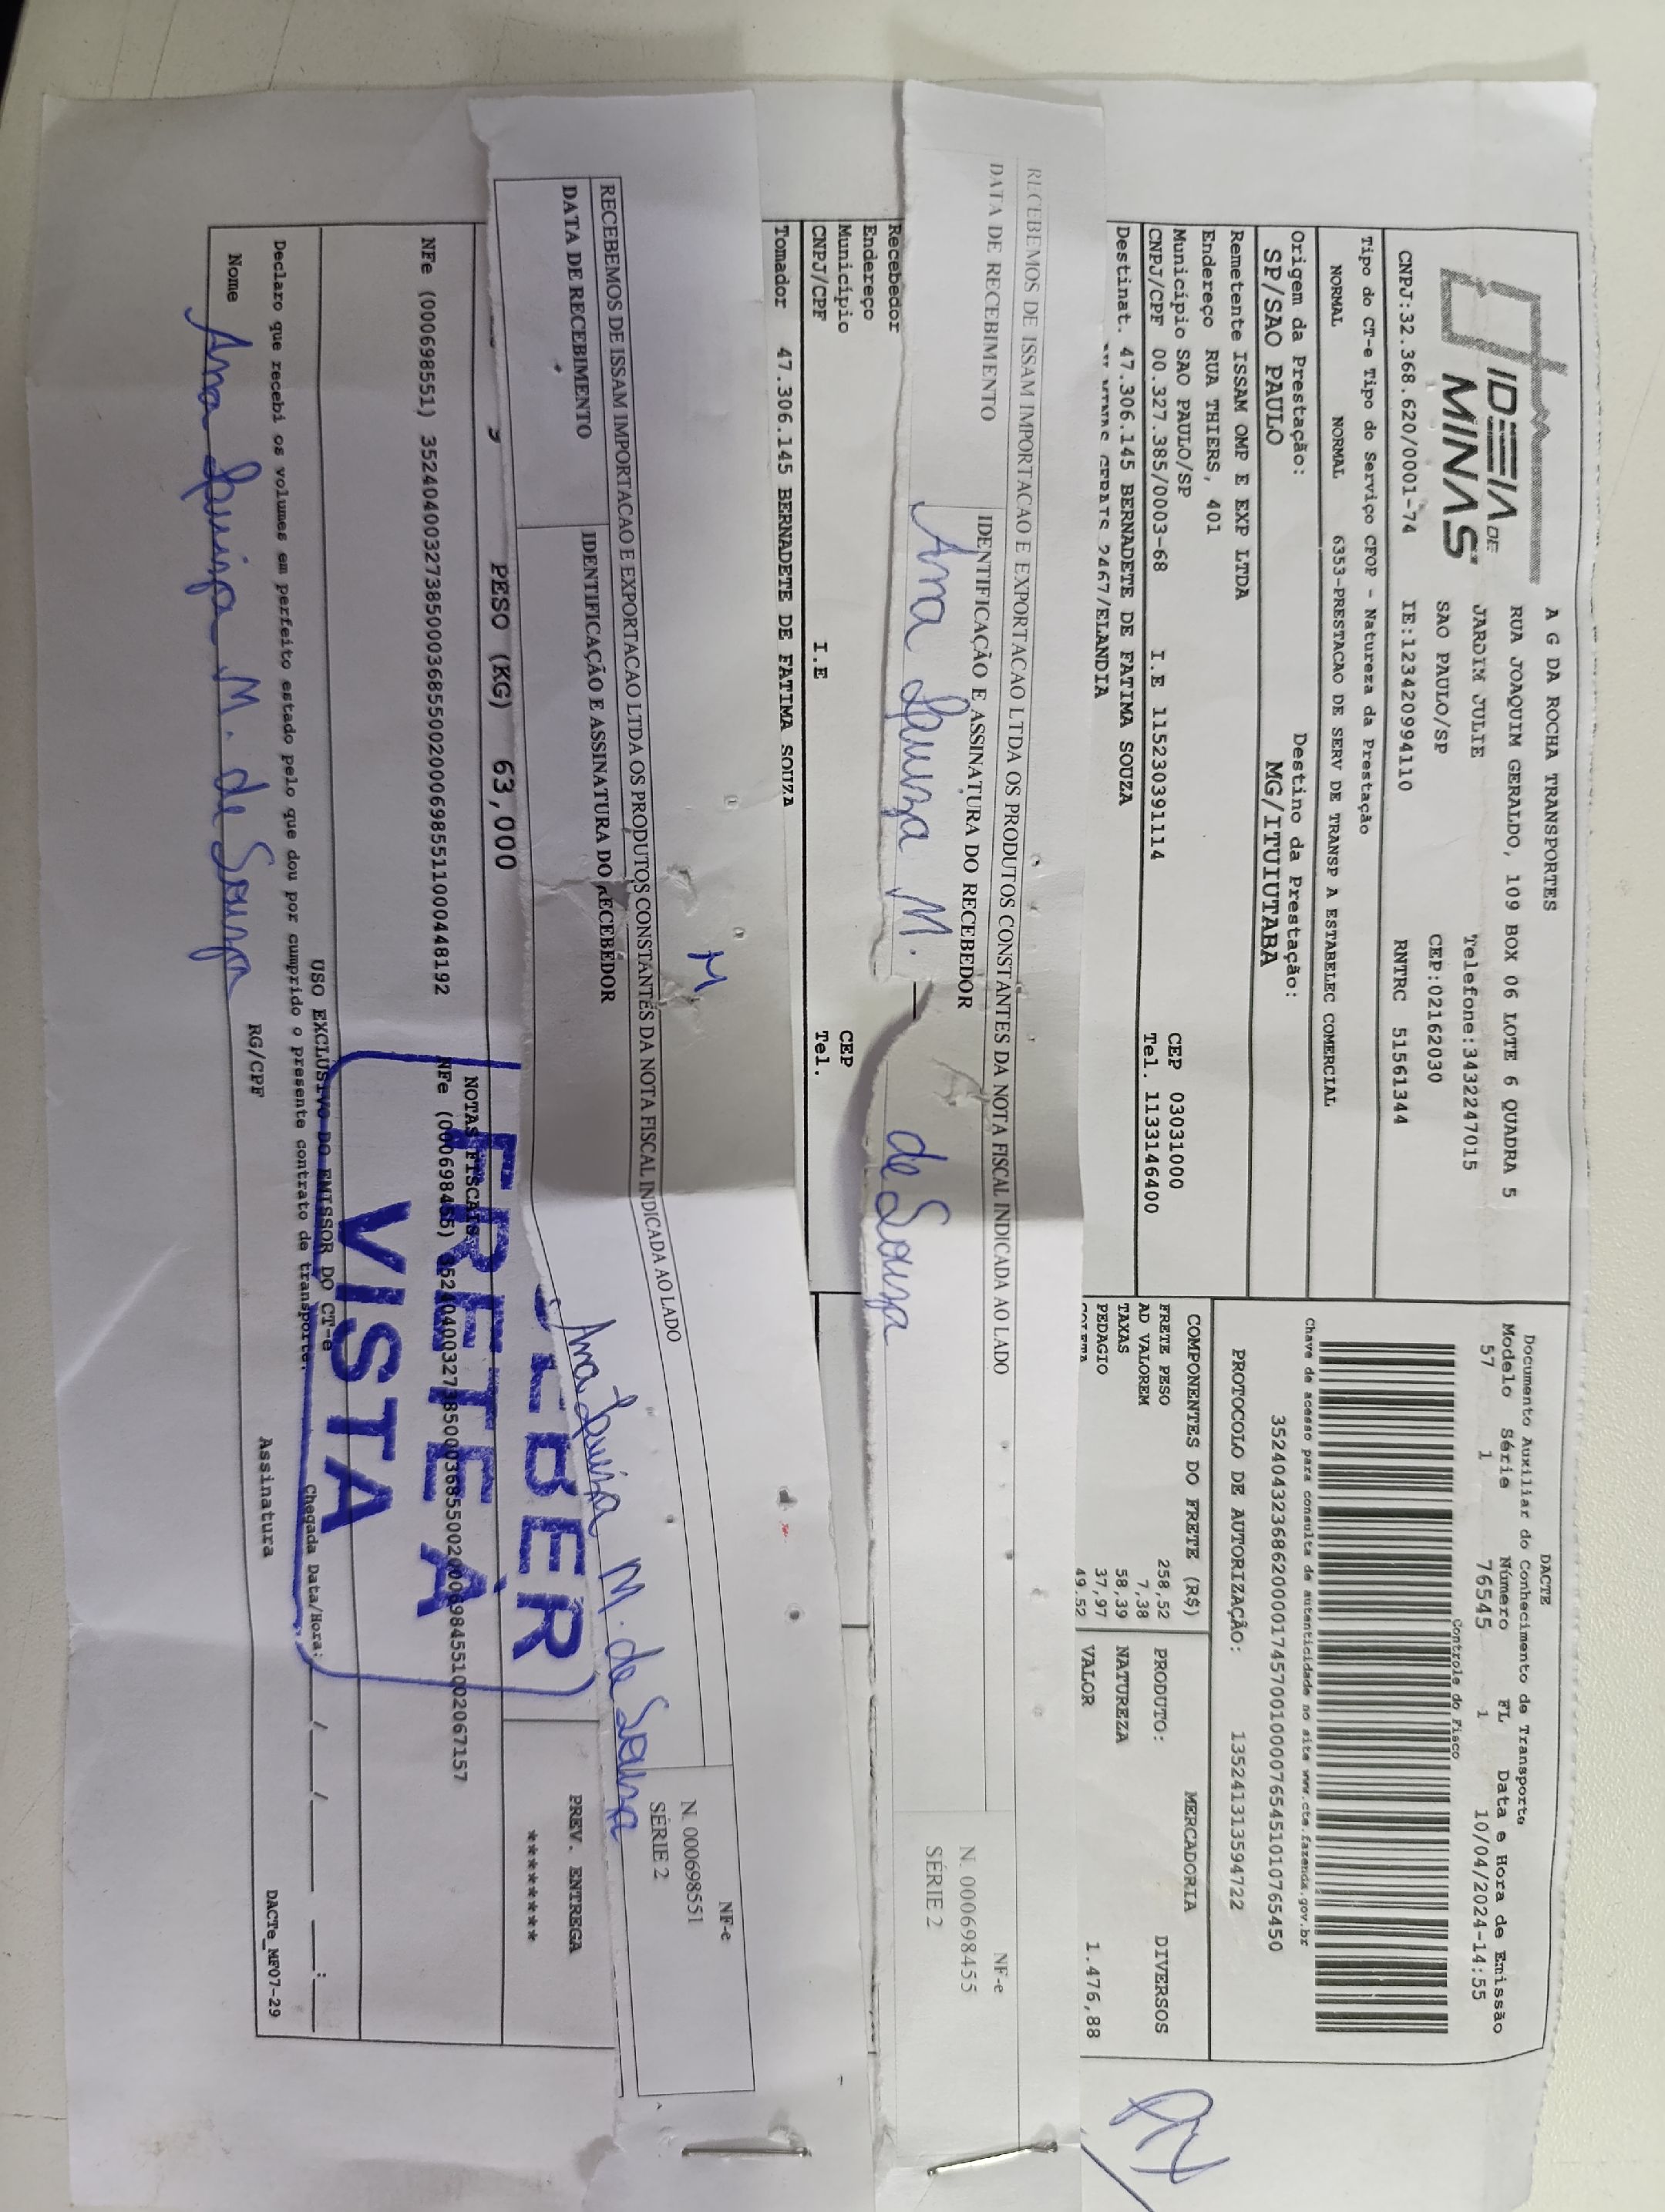 IDEIA DE
MINAS
A G DA ROCHA TRANSPORTES
RUA JOAQUIM GERALDO, 109 BOX 06 LOTE 6 QUADRA 5
JARDIM JULIE Telefone:3432247015
SAO PAULO/SP CEP:02162030
CNPJ:32.368.620/0001-74 IE:123420994110 RNTRC 51561344
Tipo do CT-e Tipo do Serviço CFOP - Natureza da Prestação
NORMAL NORMAL 6353-PRESTACAO DE SERV DE TRANSP A ESTABELEC COMERCIAL
Origem da Prestação: Destino da Prestação:
SP/SAO PAULO MG/ITUIUTABA
Remetente ISSAM OMP E EXP LTDA
Endereço RUA THIERS, 401
Município SAO PAULO/SP CEP 03031000
CNPJ/CPF 00.327.385/0003-68 I.E 115230391114 Tel. 1133146400
Destinat. 47.306.145 BERNADETE DE FATIMA SOUZA
MINAS GERAIS 2467/ELANDIA
DACTE
Documento Auxiliar do Conhecimento de Transporte
Modelo Série Número FL Data e Hora de Emissão
57 1 76545 1 10/04/2024-14:55
Controle do Fisco
Chave de acesso para consulta de autenticidade no site www.cte.fazenda.gov.br
35240432368620000174570010000765451010765450
PROTOCOLO DE AUTORIZAÇÃO: 135241313594722
COMPONENTES DO FRETE (R$)
FRETE PESO 258,52
AD VALOREM 7,38
TAXAS 58,39
PEDAGIO 37,97
COLETA 49,52
MERCADORIA
PRODUTO: DIVERSOS
NATUREZA
VALOR 1.476,88
RECEBEMOS DE ISSAM IMPORTACAO E EXPORTACAO LTDA OS PRODUTOS CONSTANTES DA NOTA FISCAL INDICADA AO LADO
DATA DE RECEBIMENTO IDENTIFICAÇÃO E ASSINATURA DO RECEBEDOR
Ana Luiza M. de Souza
NF-e
N. 000698455
SÉRIE 2
Recebedor
Endereço
Município CEP
CNPJ/CPF I.E Tel.
Tomador 47.306.145 BERNADETE DE FATIMA SOUZA
M
RECEBEMOS DE ISSAM IMPORTACAO E EXPORTACAO LTDA OS PRODUTOS CONSTANTES DA NOTA FISCAL INDICADA AO LADO
DATA DE RECEBIMENTO IDENTIFICAÇÃO E ASSINATURA DO RECEBEDOR
Ana Luiza M. de Souza
NF-e
N. 000698551
SÉRIE 2
PESO (KG) 63,000
PREV. ENTREGA
********
NOTAS FISCAIS
NFe (000698551) 35240400327385000368550020006985511000448192 NFe (000698455) 35240400327385000368550020006984551002067157
FRETE À
VISTA
USO EXCLUSIVO DO EMISSOR DO CT-e
Declaro que recebi os volumes em perfeito estado pelo que dou por cumprido o presente contrato de transporte. Chegada Data/Hora: __/__/____ __:__
Nome Ana Luiza M. de Souza RG/CPF Assinatura
DACTe_MF07-29